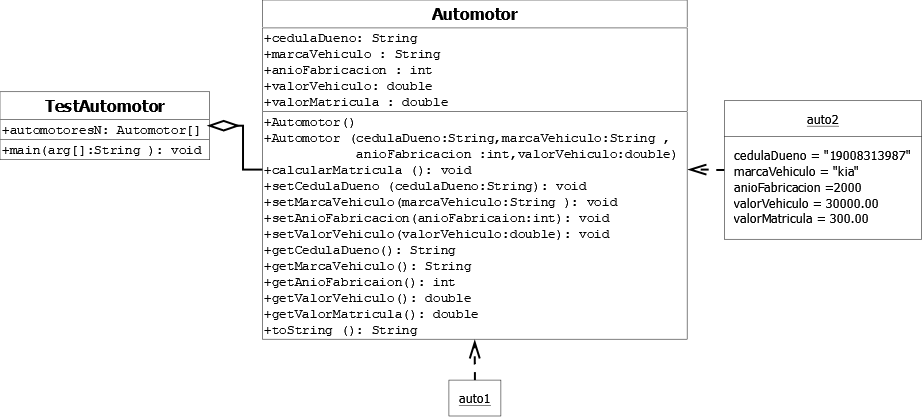 Automotor
+cedulaDueno: String
+marcaVehiculo : String
+anioFabricacion : int
+valorVehiculo: double
+valorMatricula : double
+Automotor()
+Automotor (cedulaDueno:String,marcaVehiculo:String ,
anioFabricacion :int,valorVehiculo:double)
+calcularMatricula (): void
+setCedulaDueno (cedulaDueno:String): void
+setMarcaVehiculo(marcaVehiculo:String ): void
+setAnioFabricacion(anioFabricaion:int): void
+setValorVehiculo(valorVehiculo:double): void
+getCedulaDueno(): String
+getMarcaVehiculo(): String
+getAnioFabricaion(): int
+getValorVehiculo(): double
+getValorMatricula(): double
+toString (): String
TestAutomotor
+automotoresN: Automotor[]
+main(arg[]:String ): void
auto2
cedulaDueno = "19008313987"
marcaVehiculo = "kia"
anioFabricacion =2000
valorVehiculo = 30000.00
valorMatricula = 300.00
auto1